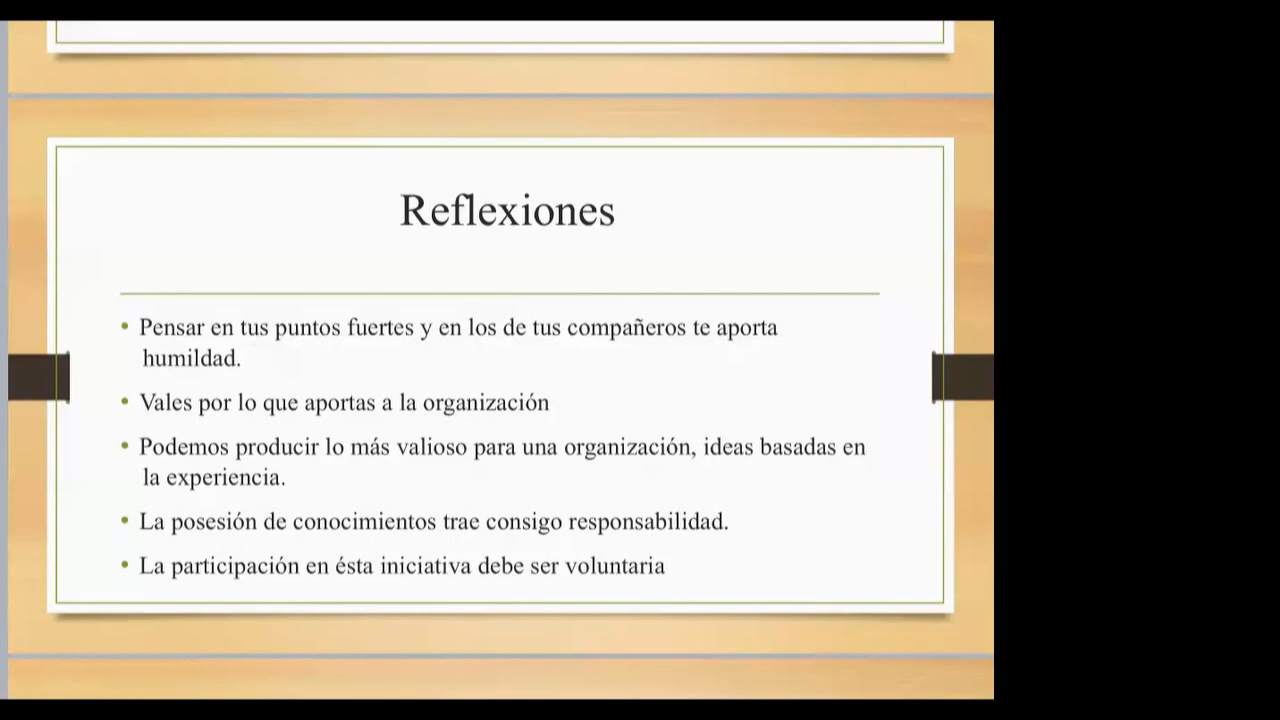 Reflexiones
• Pensar en tus puntos fuertes y en los de tus compañeros te aporta
humildad.
• Vales por lo que aportas a la organización
• Podemos producir lo más valioso para una organización, ideas basadas en
la experiencia.
• La posesión de conocimientos trae consigo responsabilidad.
• La participación en ésta iniciativa debe ser voluntaria